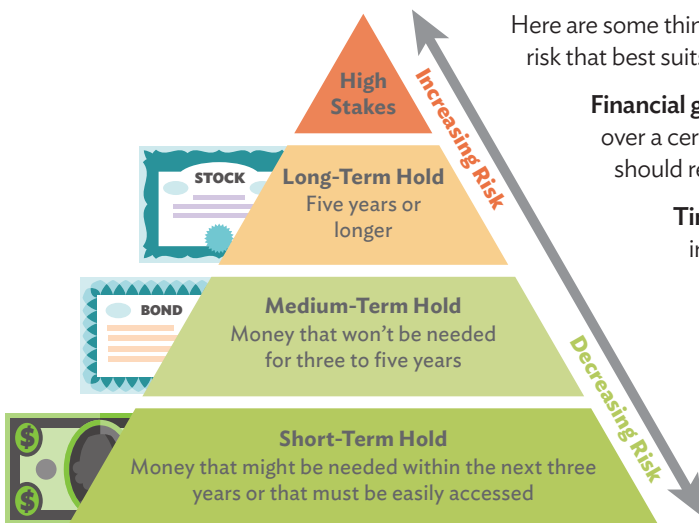 Here are some thin
risk that best suits
Financial g
over a cer
should re
Tin
in
High
Stakes
Increasing Risk
STOCK
Long-Term Hold
Five years or
longer
BOND
Medium-Term Hold
Money that won't be needed
for three to five years
Decreasing Risk
$
$
Short-Term Hold
Money that might be needed within the next three
years or that must be easily accessed